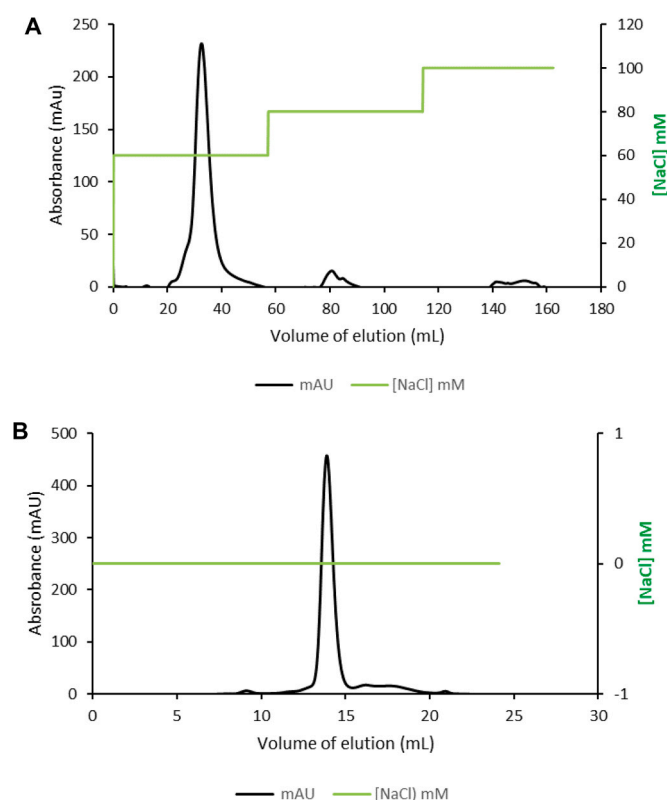 A
250
200
150
100
50
0
Absorbance (mAu)
120
100
80
60
40
20
0
[NaCl] mM
0 20 40 60 80 100 120 140 160 180
Volume of elution (mL)
mAU [NaCl] mM
B
500
400
300
200
100
0
Absrobance (mAU)
1
0
-1
[NaCl] mM
0 5 10 15 20 25 30
Volume of elution (mL)
mAU [NaCl) mM